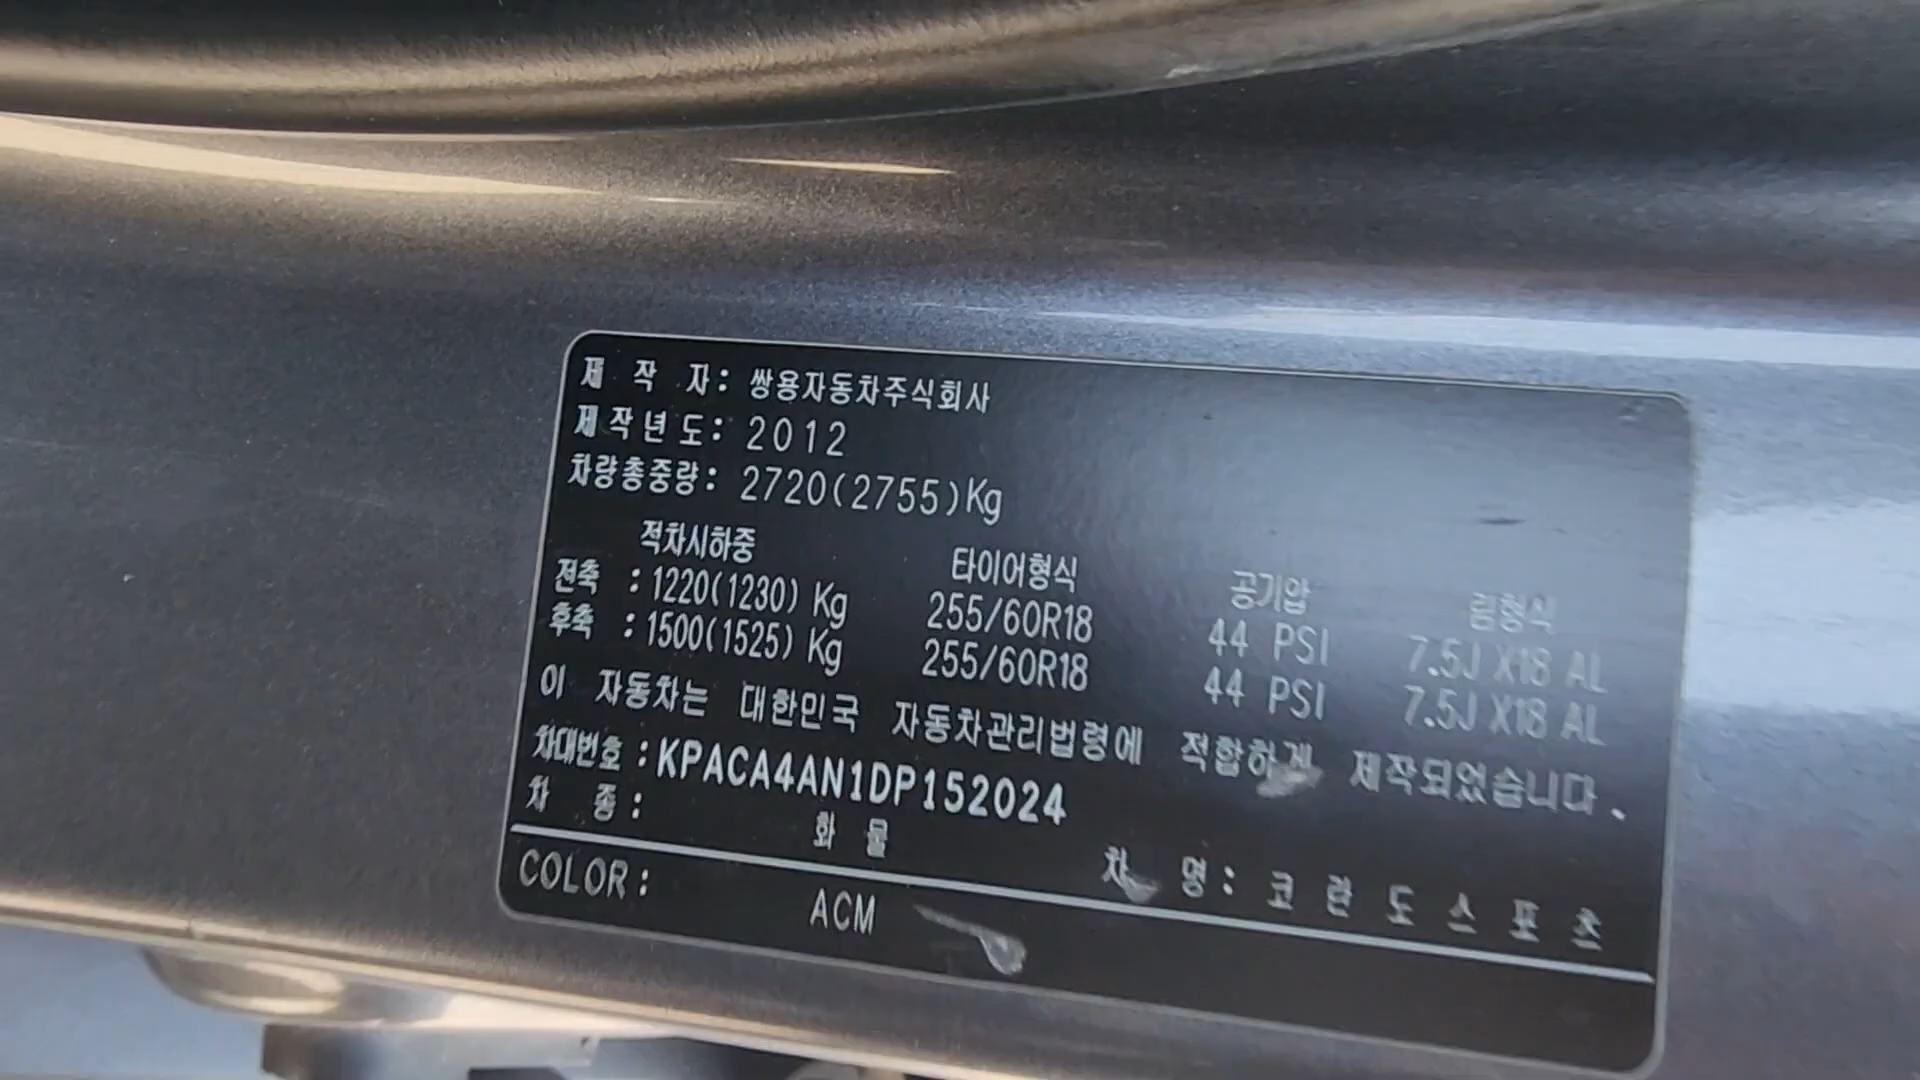 제 작 자: 쌍용자동차주식회사
제작년도: 2012
차량총중량: 2720(2755)Kg
적차시하중 타이어형식 공기압 림형식
전축 : 1220(1230) Kg 255/60R18 44 PSI 7.5J X18 AL
후축 : 1500(1525) Kg 255/60R18 44 PSI 7.5J X18 AL
이 자동차는 대한민국 자동차관리법령에 적합하게 제작되었습니다.
차대번호 : KPACA4AN1DP152024
차 종: 화 물 차 명: 코란도스포츠
COLOR: ACM